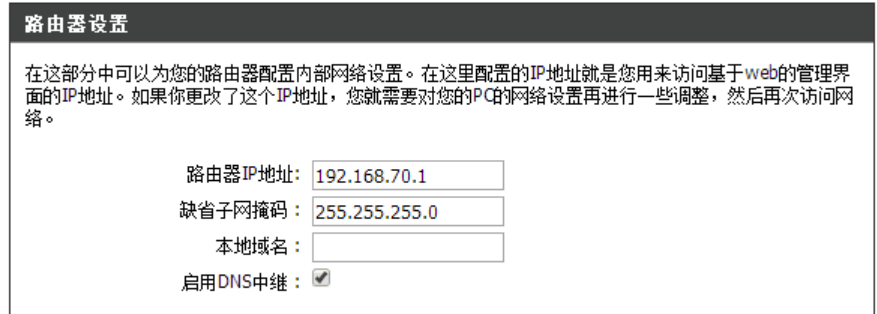 路由器设置
在这部分中可以为您的路由器配置内部网络设置。在这里配置的IP地址就是您用来访问基于web的管理界
面的IP地址。如果你更改了这个IP地址，您就需要对您的PC的网络设置再进行一些调整，然后再次访问网
络。
路由器IP地址: 192.168.70.1
缺省子网掩码： 255.255.255.0
本地域名：
启用DNS中继：